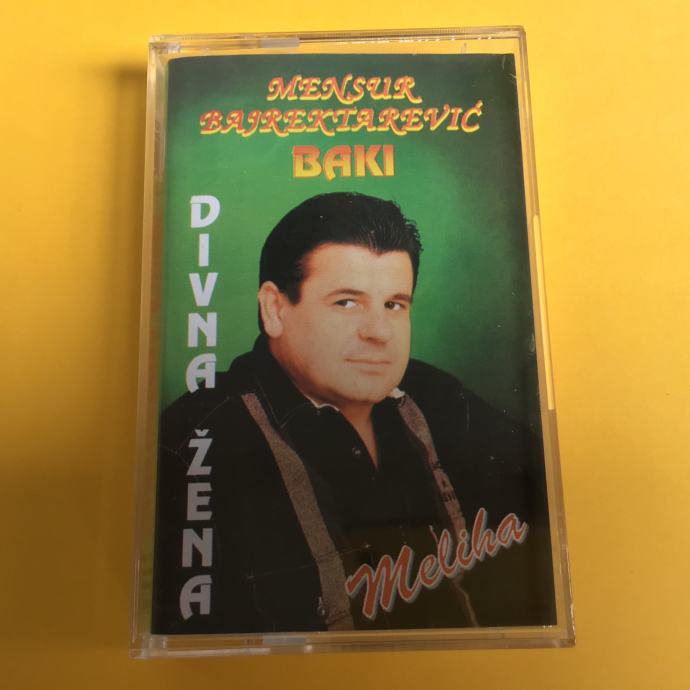 MENSUR
BAJREKTAREVIĆ
BAKI
DIVNA ŽENA
Meliha